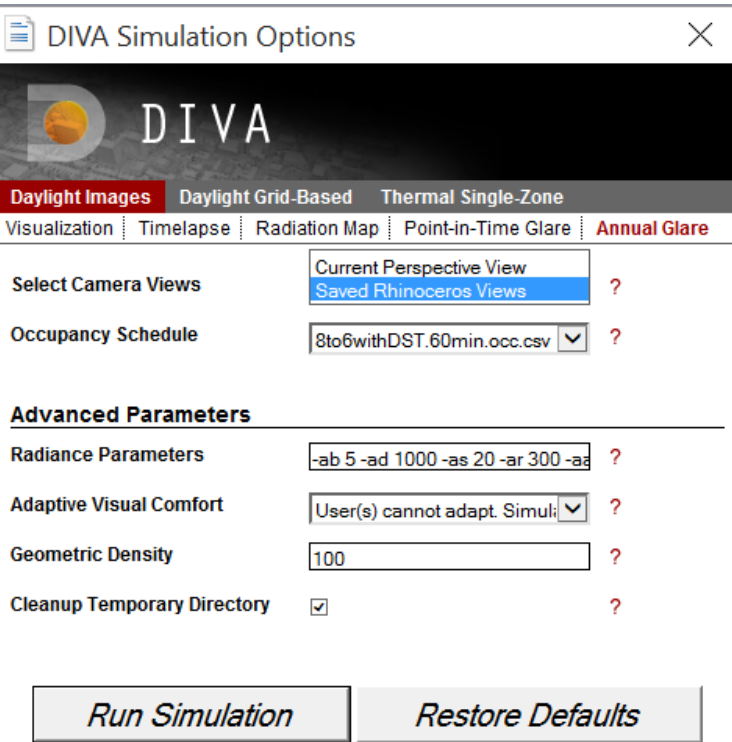 DIVA Simulation Options
DIVA
Daylight Images Daylight Grid-Based Thermal Single-Zone
Visualization Timelapse Radiation Map Point-in-Time Glare Annual Glare
Select Camera Views
Current Perspective View
Saved Rhinoceros Views
?
Occupancy Schedule 8to6withDST.60min.occ.csv ?
Advanced Parameters
Radiance Parameters -ab 5 -ad 1000 -as 20 -ar 300 -aa ?
Adaptive Visual Comfort User(s) cannot adapt. Simul ?
Geometric Density 100 ?
Cleanup Temporary Directory ?
Run Simulation Restore Defaults